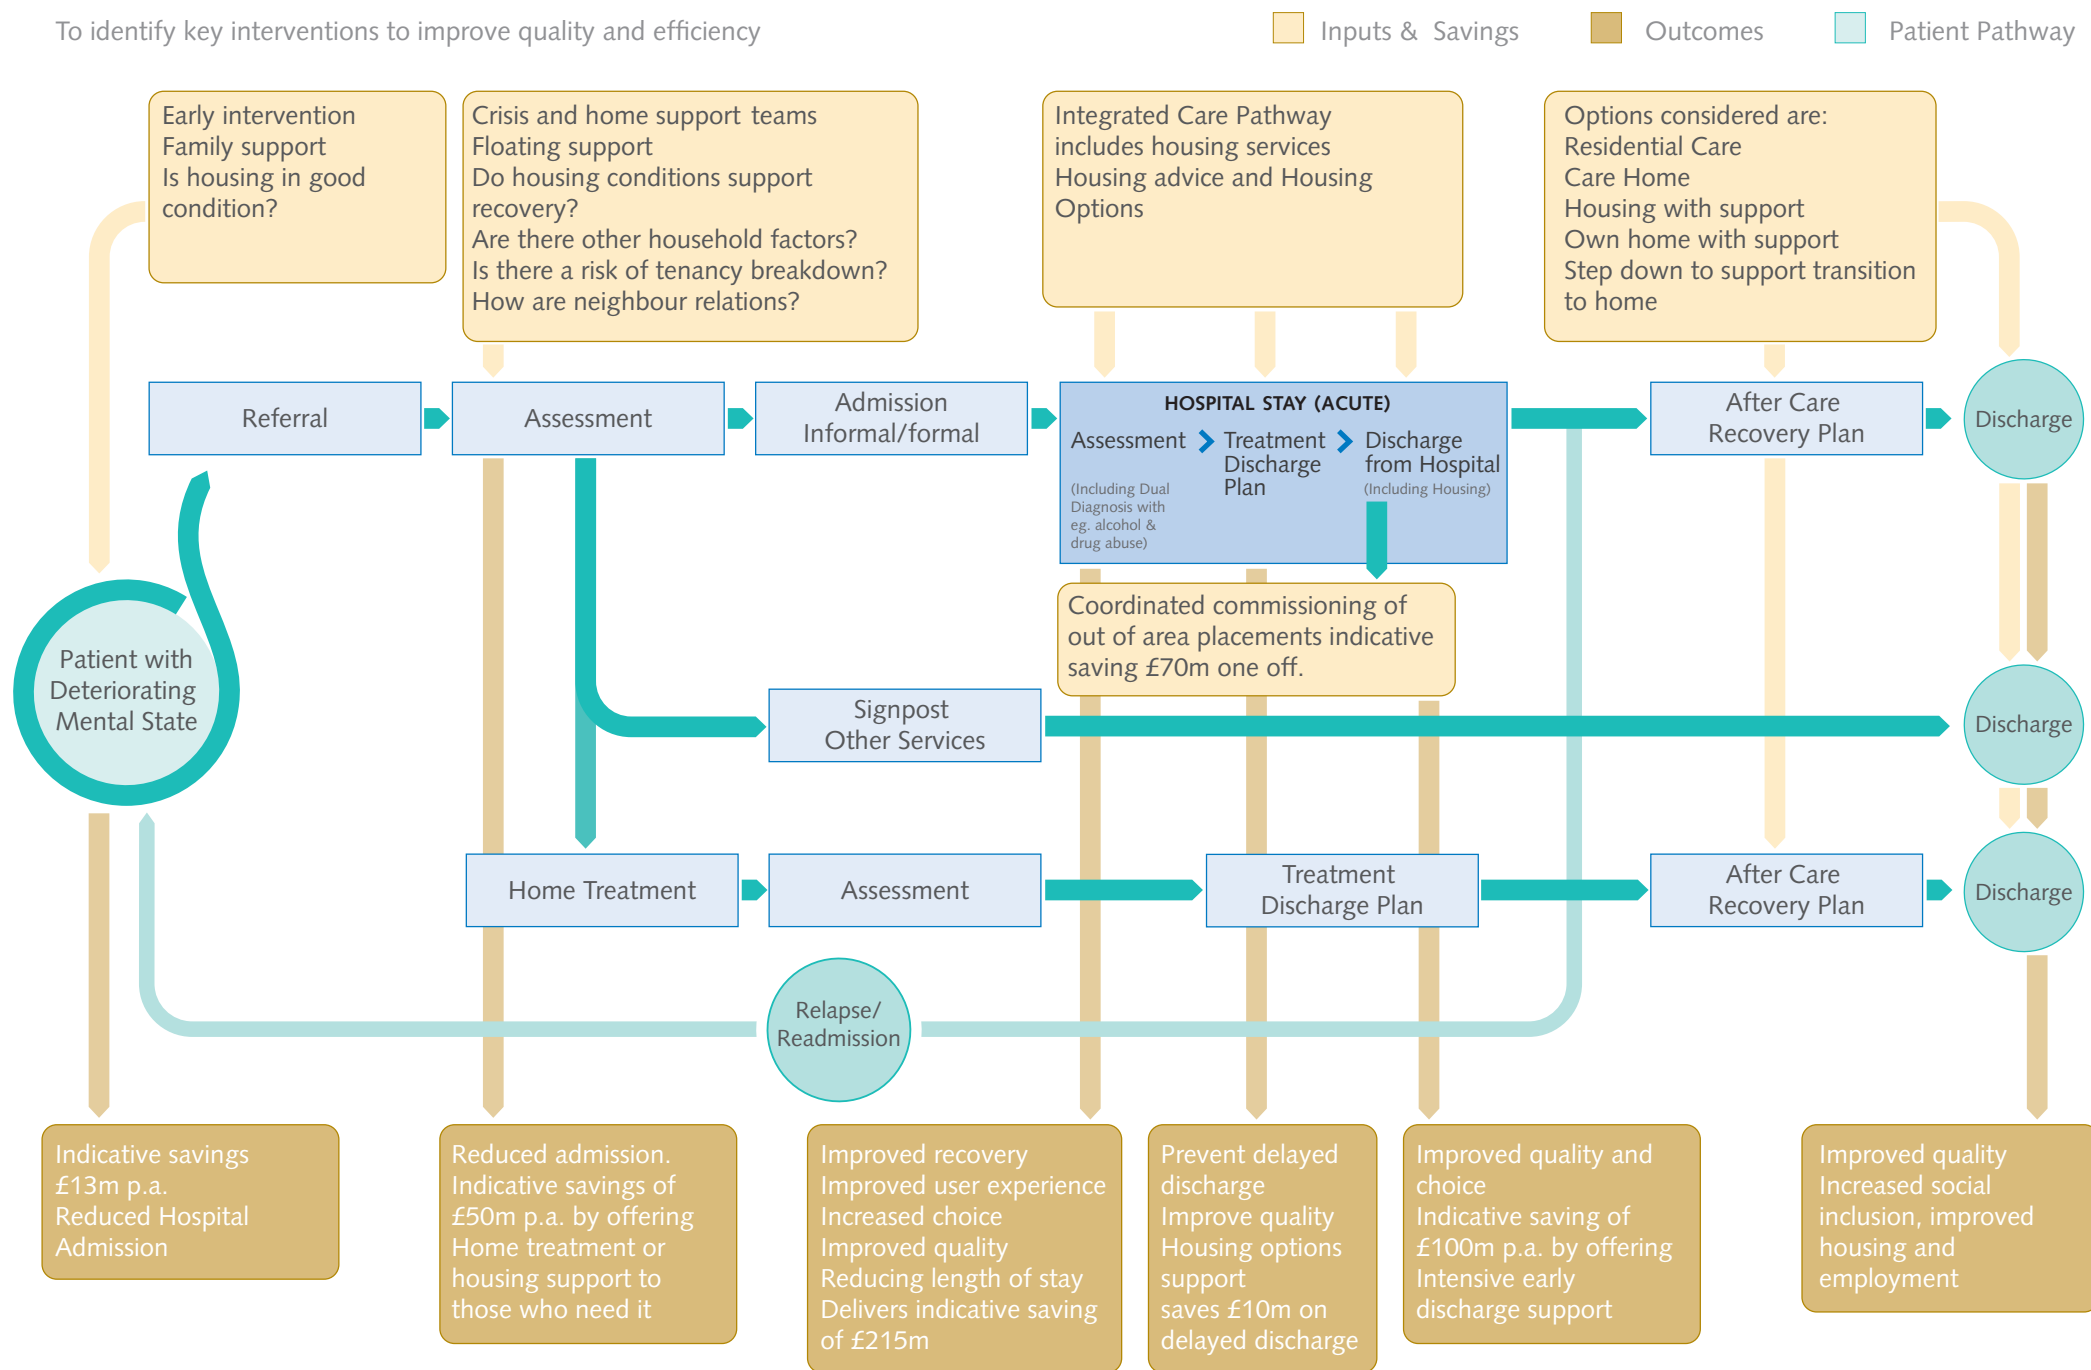 To identify key interventions to improve quality and efficiency
Inputs & Savings
Outcomes
Patient Pathway
Early intervention
Family support
Is housing in good
condition?
Crisis and home support teams
Floating support
Do housing conditions support
recovery?
Are there other household factors?
Is there a risk of tenancy breakdown?
How are neighbour relations?
Integrated Care Pathway
includes housing services
Housing advice and Housing
Options
Options considered are:
Residential Care
Care Home
Housing with support
Own home with support
Step down to support transition
to home
Referral
Assessment
Admission
Informal/formal
HOSPITAL STAY (ACUTE)
Assessment
(Including Dual
Diagnosis with
eg. alcohol &
drug abuse)
Treatment
Discharge
Plan
Discharge
from Hospital
(Including Housing)
After Care
Recovery Plan
Discharge
Coordinated commissioning of
out of area placements indicative
saving £70m one off.
Patient with
Deteriorating
Mental State
Signpost
Other Services
Discharge
Home Treatment
Assessment
Treatment
Discharge Plan
After Care
Recovery Plan
Discharge
Relapse/
Readmission
Indicative savings
£13m p.a.
Reduced Hospital
Admission
Reduced admission.
Indicative savings of
£50m p.a. by offering
Home treatment or
housing support to
those who need it
Improved recovery
Improved user experience
Increased choice
Improved quality
Reducing length of stay
Delivers indicative saving
of £215m
Prevent delayed
discharge
Improve quality
Housing options
support
saves £10m on
delayed discharge
Improved quality and
choice
Indicative saving of
£100m p.a. by offering
Intensive early
discharge support
Improved quality
Increased social
inclusion, improved
housing and
employment